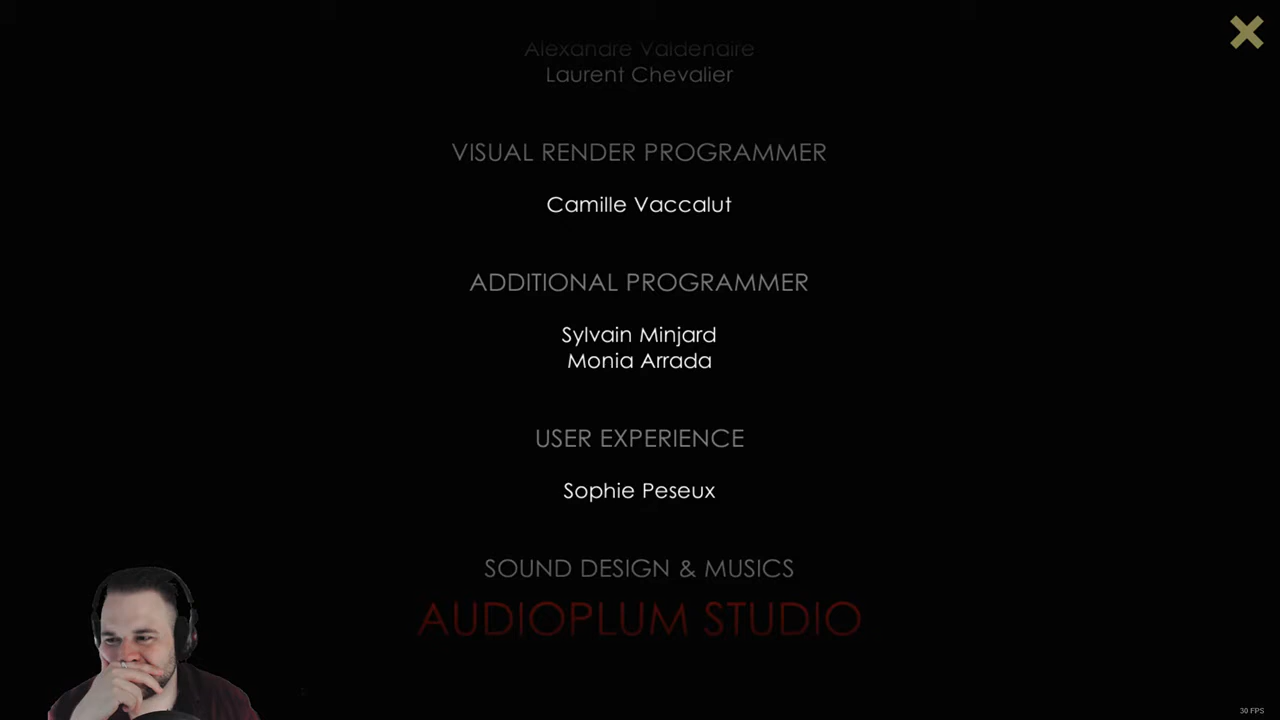 Alexandre Valdenaire
Laurent Chevalier
VISUAL RENDER PROGRAMMER
Camille Vaccalut
ADDITIONAL PROGRAMMER
Sylvain Minjard
Monia Arrada
USER EXPERIENCE
Sophie Peseux
SOUND DESIGN & MUSICS
AUDIOPLUM STUDIO
30 FPS